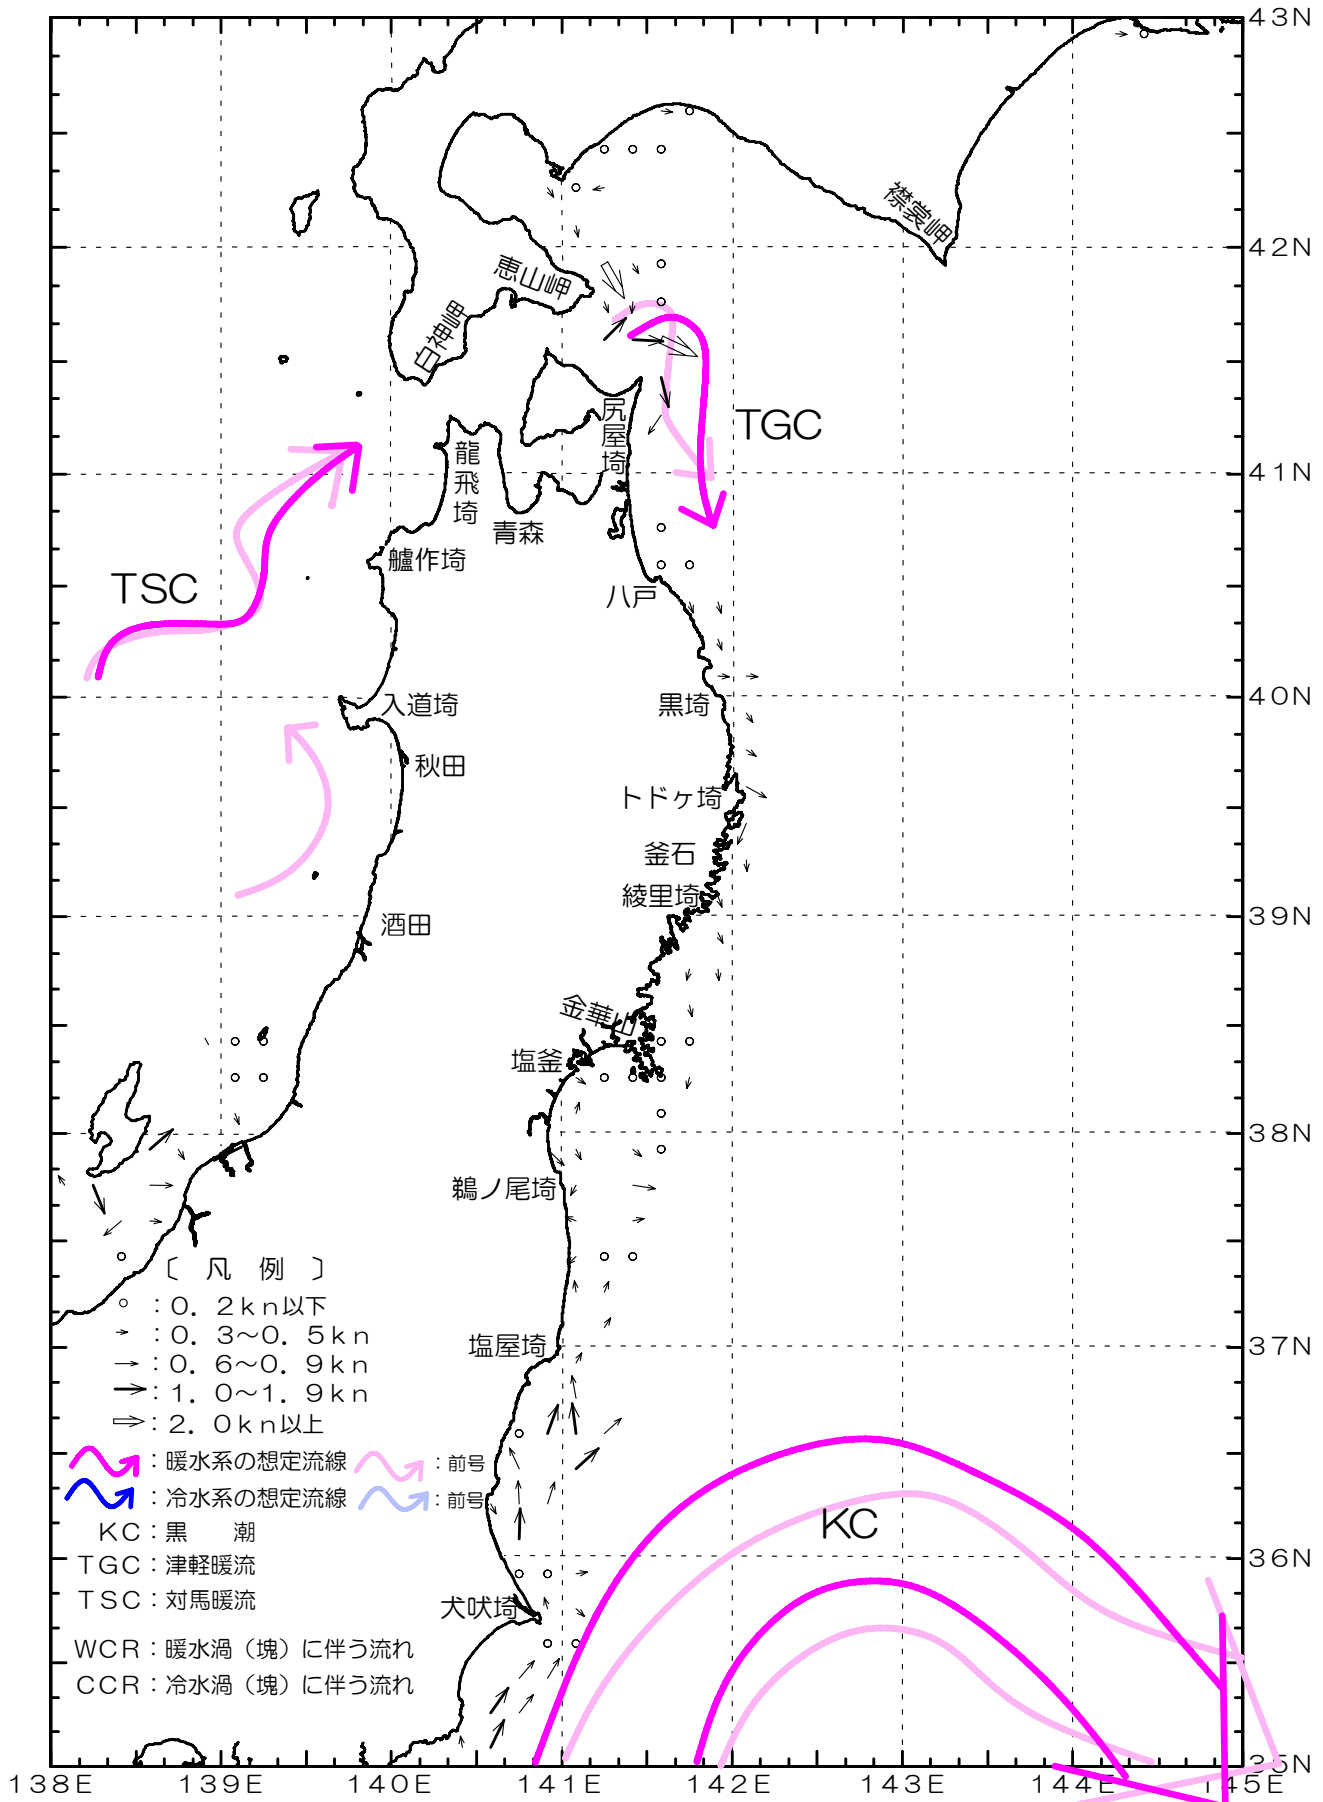 43N
襟裳岬
42N
恵山岬
白神岬
尻屋埼
TGC
龍飛埼
41N
青森
艫作埼
TSC
八戸
入道埼
黒埼
40N
秋田
トドヶ埼
釜石
綾里埼
酒田
39N
金華山
塩釜
38N
鵜ノ尾埼
〔 凡 例 〕
:0.2kn以下
:0.3~0.5kn
:0.6~0.9kn
:1.0~1.9kn
:2.0kn以上
塩屋埼
37N
:暖水系の想定流線 :前号
:冷水系の想定流線 :前号
KC:黒 潮
TGC:津軽暖流
TSC:対馬暖流
WCR:暖水渦(塊)に伴う流れ
CCR:冷水渦(塊)に伴う流れ
KC
36N
犬吠埼
35N
138E 139E 140E 141E 142E 143E 144E 145E